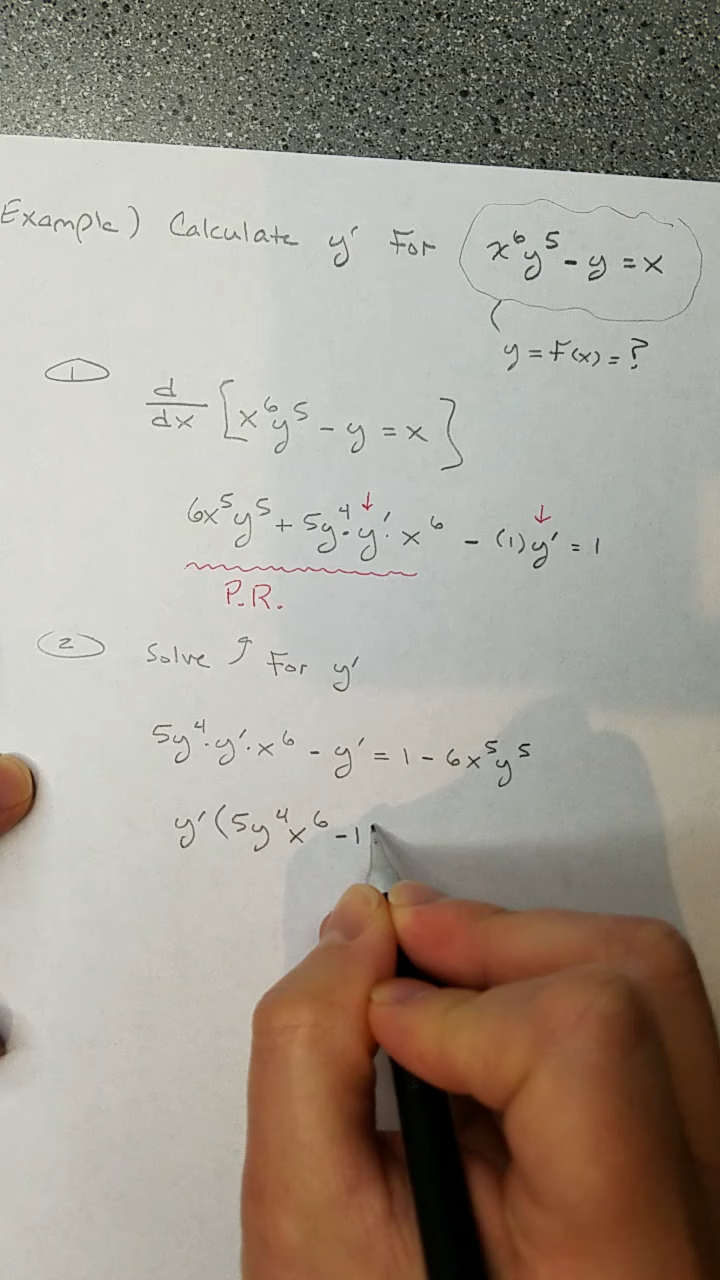 Example) Calculate y' For x⁶y⁵ - y = x
y = F(x) = ?
① d/dx [x⁶y⁵ - y = x]
6x⁵y⁵ + 5y⁴·y'·x⁶ - (1)y' = 1
P.R.
② Solve ↑ For y'
5y⁴·y'·x⁶ - y' = 1 - 6x⁵y⁵
y'(5y⁴x⁶ - 1